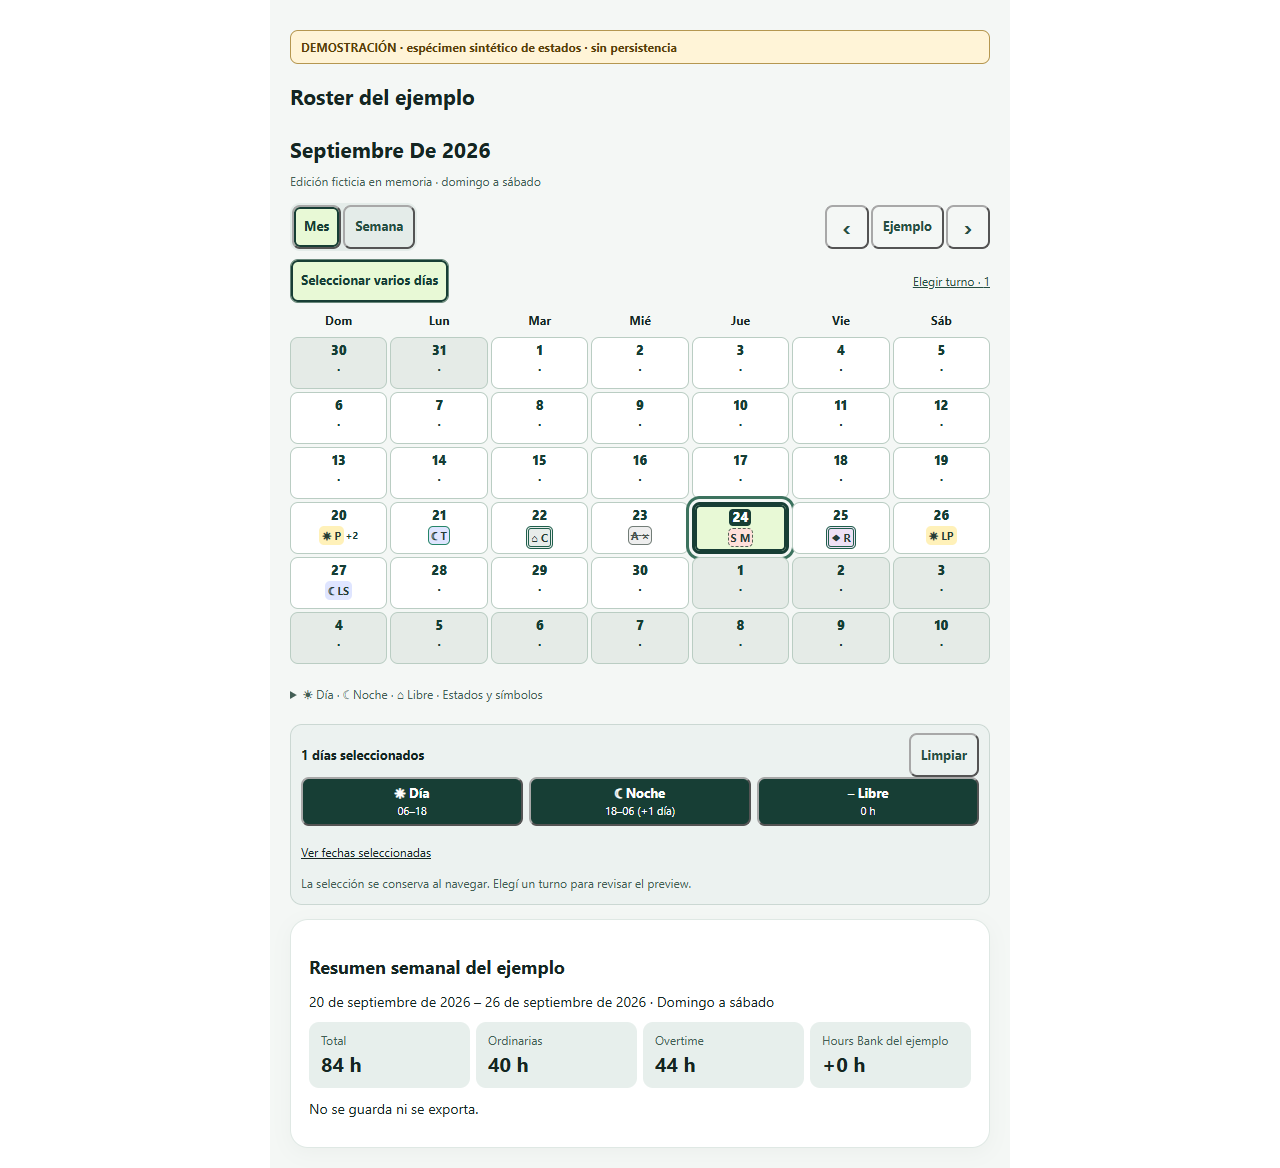 DEMOSTRACIÓN · espécimen sintético de estados · sin persistencia
Roster del ejemplo
Septiembre De 2026
Edición ficticia en memoria · domingo a sábado
Mes Semana ‹ Ejemplo ›
Seleccionar varios días Elegir turno · 1
Dom Lun Mar Mié Jue Vie Sáb
30 31 1 2 3 4 5
· · · · · · ·
6 7 8 9 10 11 12
· · · · · · ·
13 14 15 16 17 18 19
· · · · · · ·
20 21 22 23 24 25 26
☀ P +2 ☾ T ⌂ C A × S M ◆ R ☀ LP
27 28 29 30 1 2 3
☾ LS · · · · · ·
4 5 6 7 8 9 10
· · · · · · ·
▶ ☀ Día · ☾ Noche · ⌂ Libre · Estados y símbolos
1 días seleccionados Limpiar
☀ Día ☾ Noche – Libre
06–18 18–06 (+1 día) 0 h
Ver fechas seleccionadas
La selección se conserva al navegar. Elegí un turno para revisar el preview.
Resumen semanal del ejemplo
20 de septiembre de 2026 – 26 de septiembre de 2026 · Domingo a sábado
Total Ordinarias Overtime Hours Bank del ejemplo
84 h 40 h 44 h +0 h
No se guarda ni se exporta.